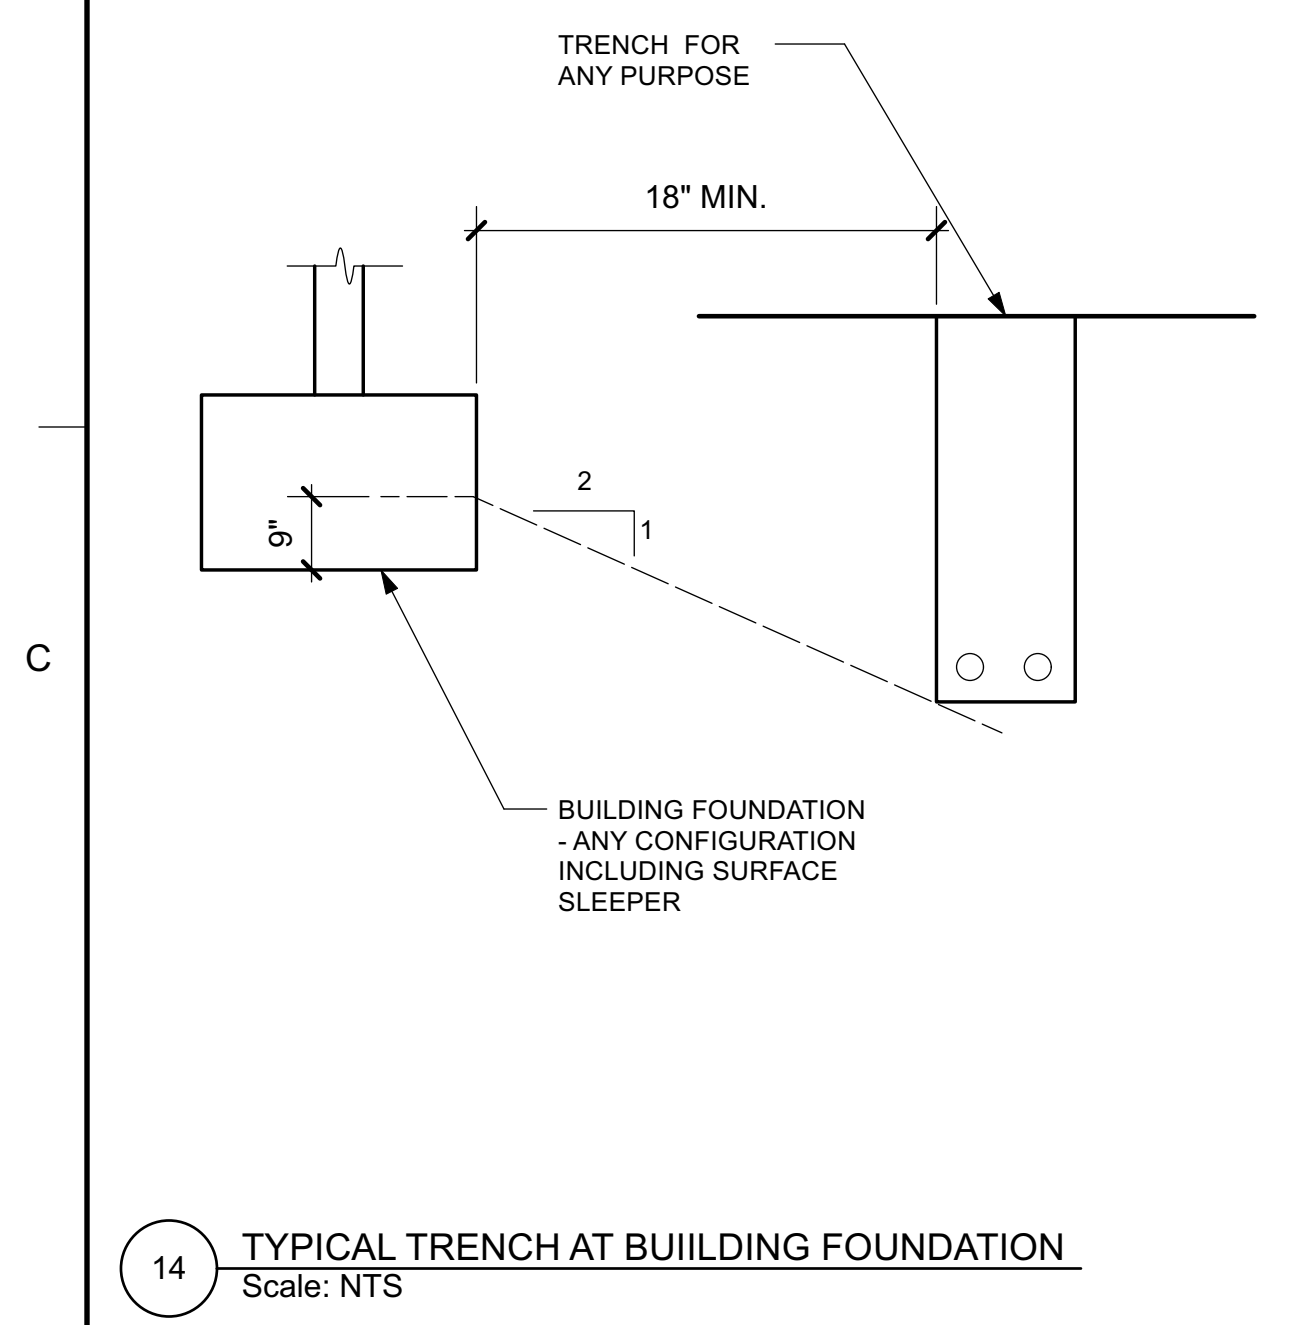 TRENCH FOR
ANY PURPOSE
18" MIN.
2
1
9"
C
BUILDING FOUNDATION
- ANY CONFIGURATION
INCLUDING SURFACE
SLEEPER
14
TYPICAL TRENCH AT BUIILDING FOUNDATION
Scale: NTS